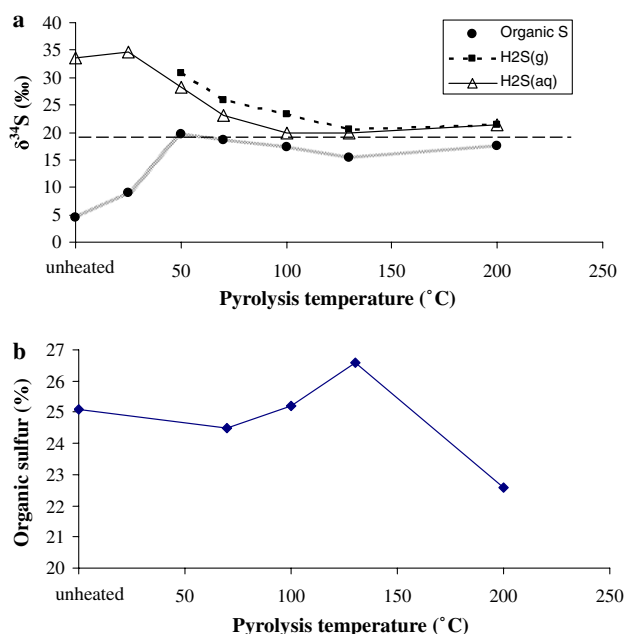 a
40
35
30
25
20
15
10
5
0
δ³⁴S (‰)
Organic S
H2S(g)
H2S(aq)
unheated 50 100 150 200 250
Pyrolysis temperature (˚C)
b
27
26
25
24
23
22
21
20
Organic sulfur (%)
unheated 50 100 150 200 250
Pyrolysis temperature (˚C)